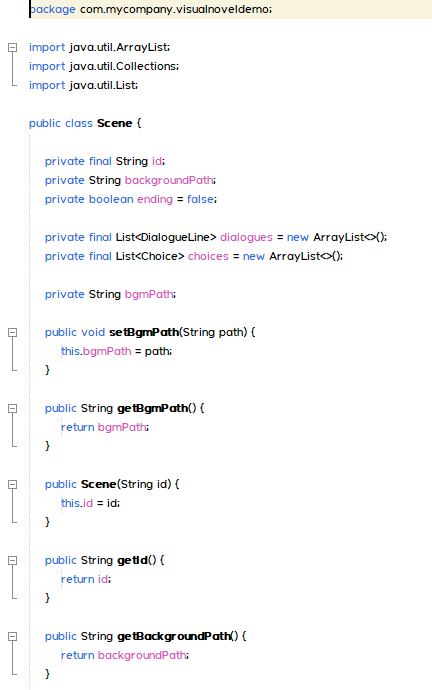 package com.mycompany.visualnoveldemo;
import java.util.ArrayList;
import java.util.Collections;
import java.util.List;
public class Scene {
private final String id;
private String backgroundPath;
private boolean ending = false;
private final List<DialogueLine> dialogues = new ArrayList<>();
private final List<Choice> choices = new ArrayList<>();
private String bgmPath;
public void setBgmPath(String path) {
this.bgmPath = path;
}
public String getBgmPath() {
return bgmPath;
}
public Scene(String id) {
this.id = id;
}
public String getId() {
return id;
}
public String getBackgroundPath() {
return backgroundPath;
}